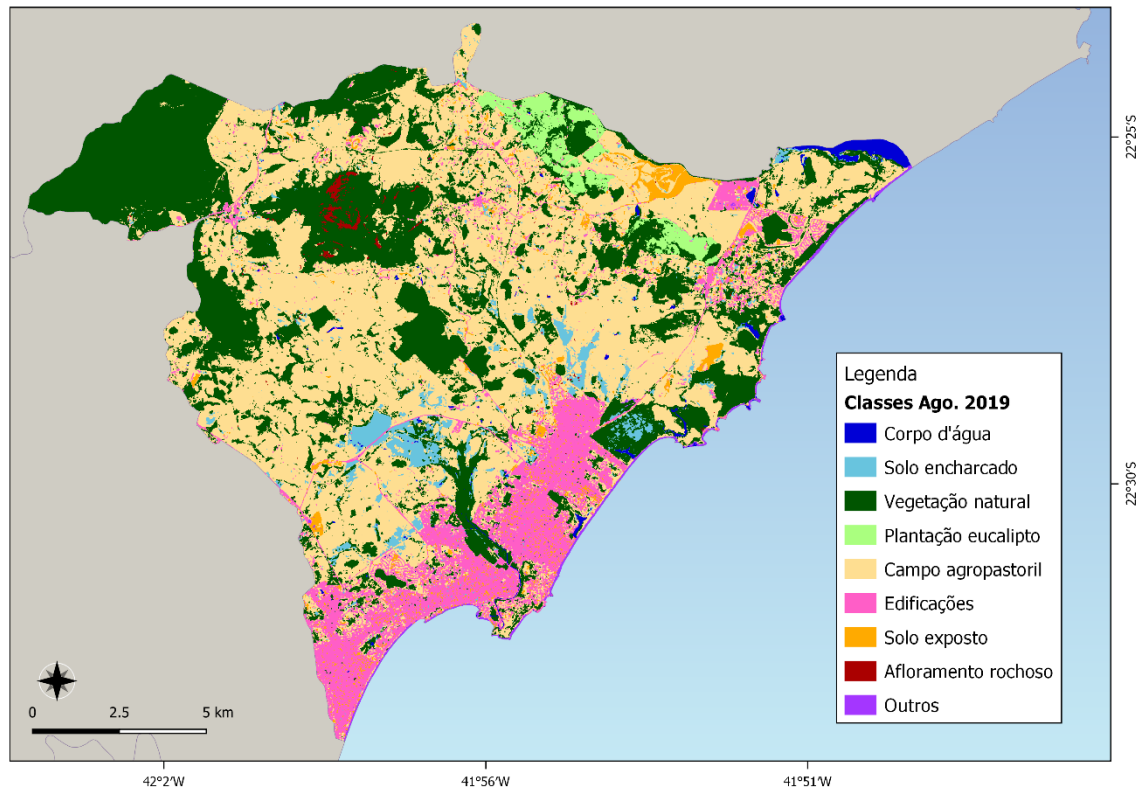 22°25'S
Legenda
Classes Ago. 2019
Corpo d'água
Solo encharcado
Vegetação natural
Plantação eucalipto
Campo agropastoril
Edificações
Solo exposto
Afloramento rochoso
Outros
22°30'S
0 2.5 5 km
42°2'W 41°56'W 41°51'W